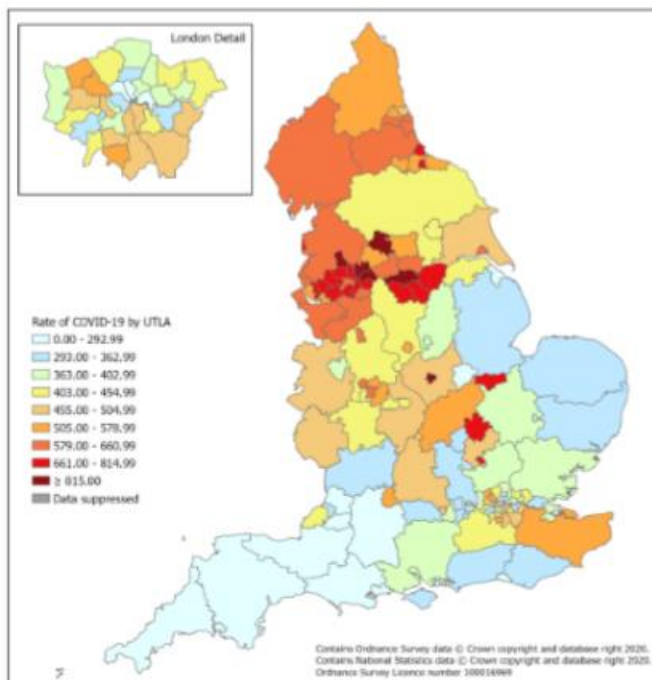 London Detail
Rate of COVID-19 by UTLA
0.00 - 292.99
293.00 - 362.99
363.00 - 402.99
403.00 - 454.99
455.00 - 504.99
505.00 - 578.99
579.00 - 660.99
661.00 - 814.99
≥ 815.00
Data suppressed
Contains Ordnance Survey data © Crown copyright and database right 2020.
Contains National Statistics data © Crown copyright and database right 2020.
Ordnance Survey Licence number 100016969